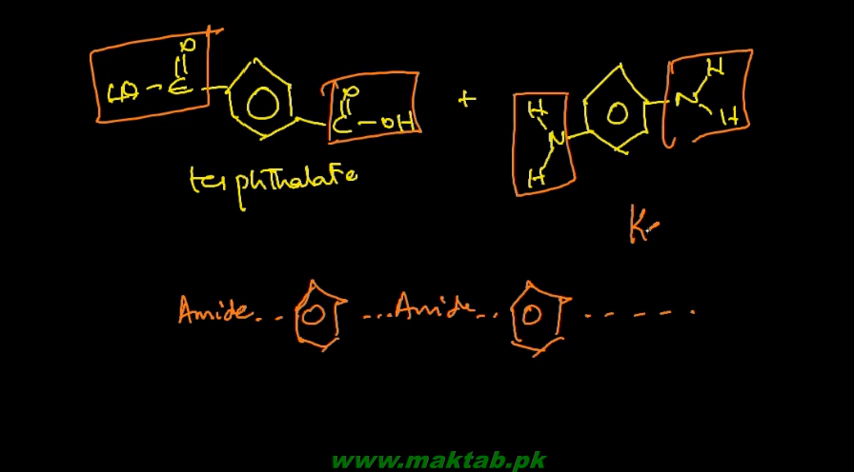 HO - C O C O - OH + H N H N H H
terphthalate
K
Amide.. ...Amide.. ......
www.maktab.pk